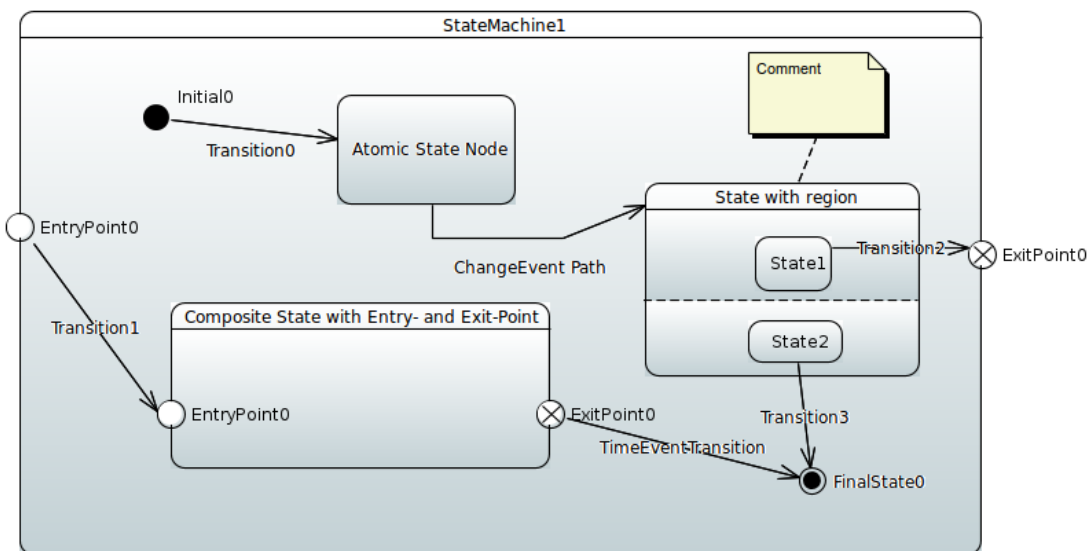 StateMachine1
Comment
Initial0
Transition0
Atomic State Node
State with region
EntryPoint0
ChangeEvent Path
State1
Transition2
ExitPoint0
Transition1
Composite State with Entry- and Exit-Point
State2
EntryPoint0
ExitPoint0
Transition3
TimeEventTransition
FinalState0